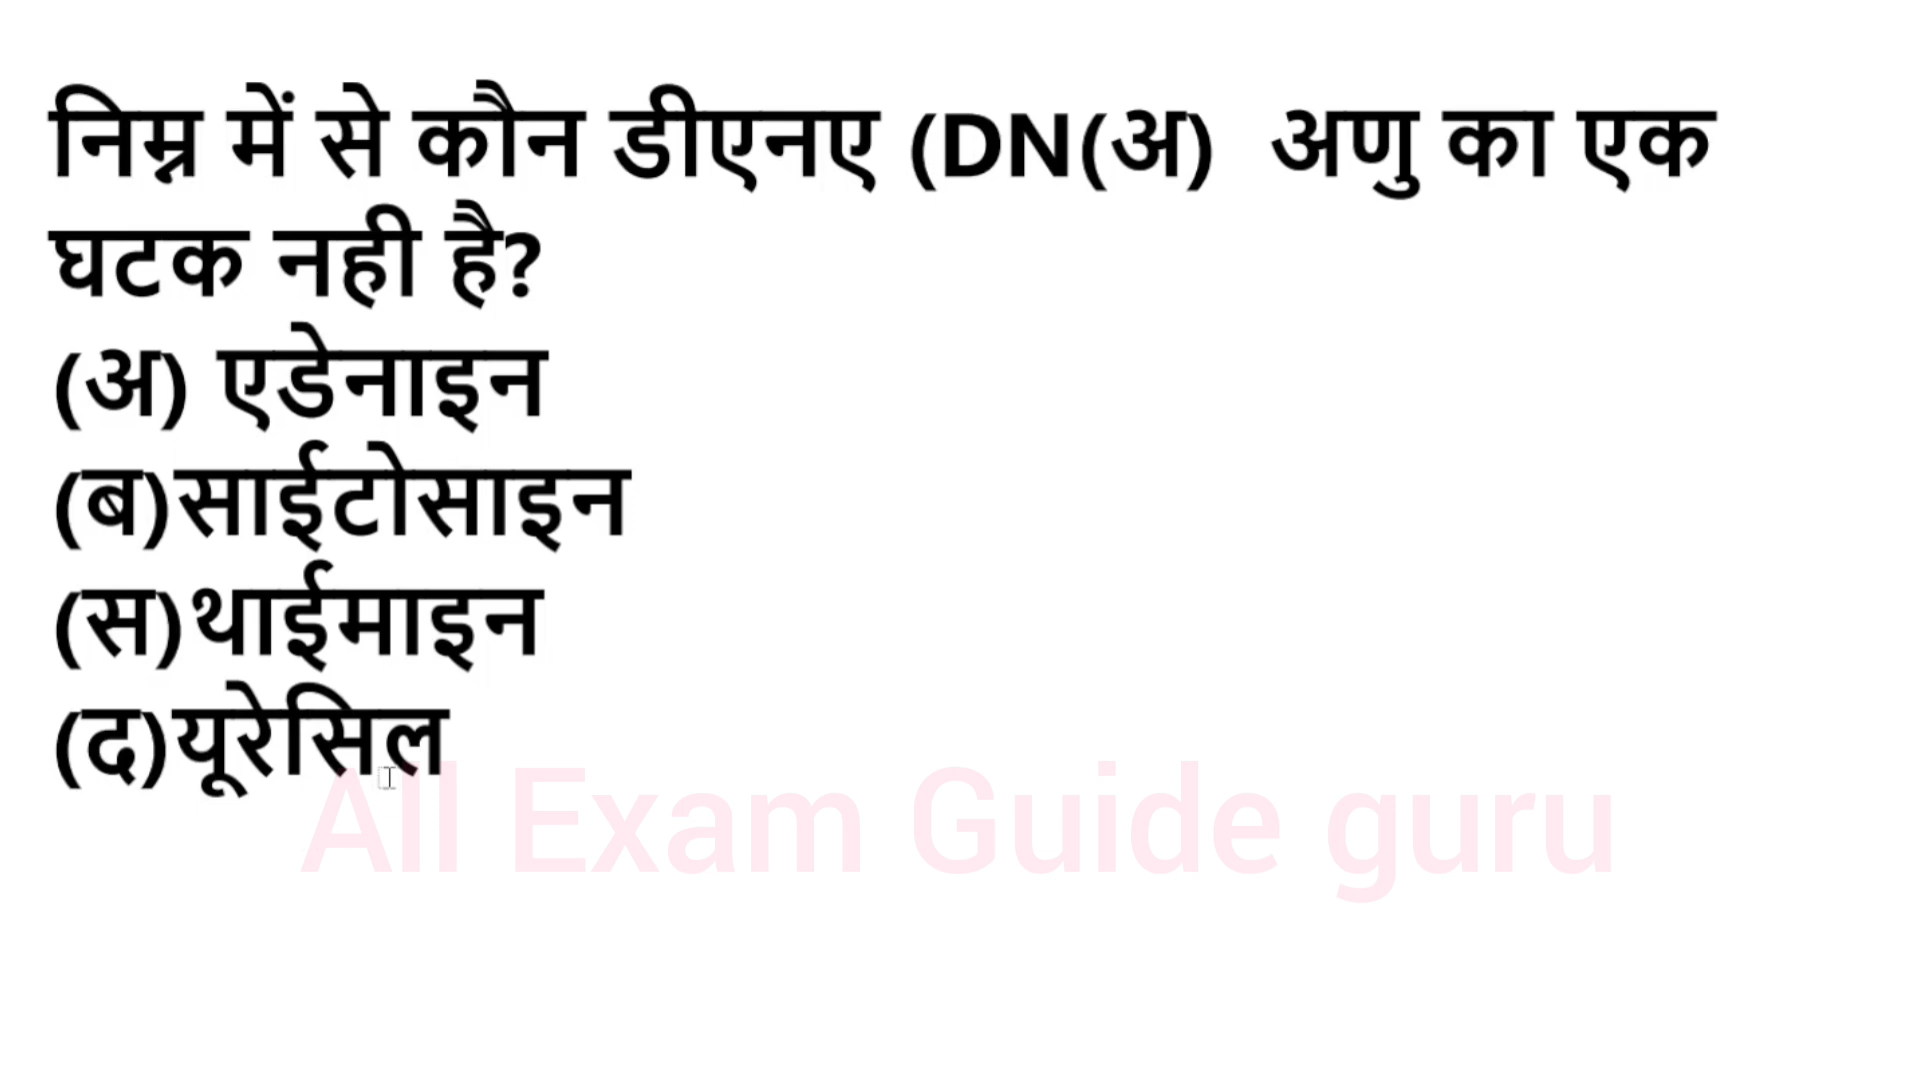 निम्न में से कौन डीएनए (DN(अ)  अणु का एक
घटक नही है?
(अ) एडेनाइन
(ब)साईटोसाइन
(स)थाईमाइन
(द)यूरेसिल
All Exam Guide guru